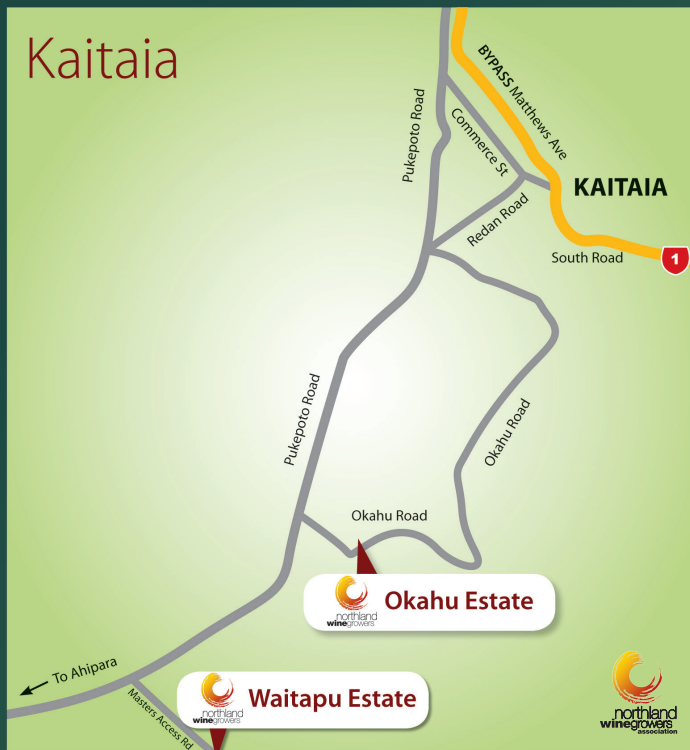 Kaitaia
BYPASS Matthews Ave
Pukepoto Road
Commerce St
KAITAIA
Redan Road
South Road
1
Pukepoto Road
Okahu Road
Okahu Road
northland
winegrowers
Okahu Estate
To Ahipara
Masters Access Rd
northland
winegrowers
Waitapu Estate
northland
winegrowers
association